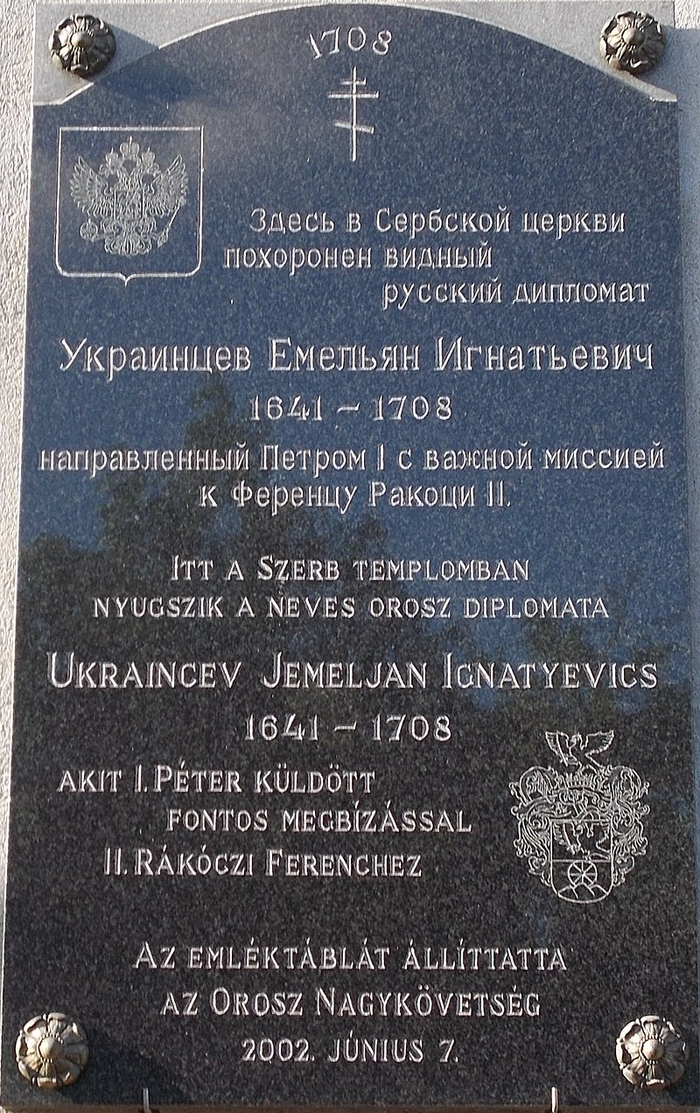 1708
Здесь в Сербской церкви
похоронен видный
русский дипломат
Украинцев Емельян Игнатьевич
1641 – 1708
направленный Петром I с важной миссией
к Ференцу Ракоци II.
ITT A SZERB TEMPLOMBAN
NYUGSZIK A NEVES OROSZ DIPLOMATA
UKRAINCEV JEMELJAN IGNATYEVICS
1641 – 1708
AKIT I. PÉTER KÜLDÖTT
FONTOS MEGBÍZÁSSAL
II. RÁKÓCZI FERENCHEZ
AZ EMLÉKTÁBLÁT ÁLLÍTTATTA
AZ OROSZ NAGYKÖVETSÉG
2002. JÚNIUS 7.